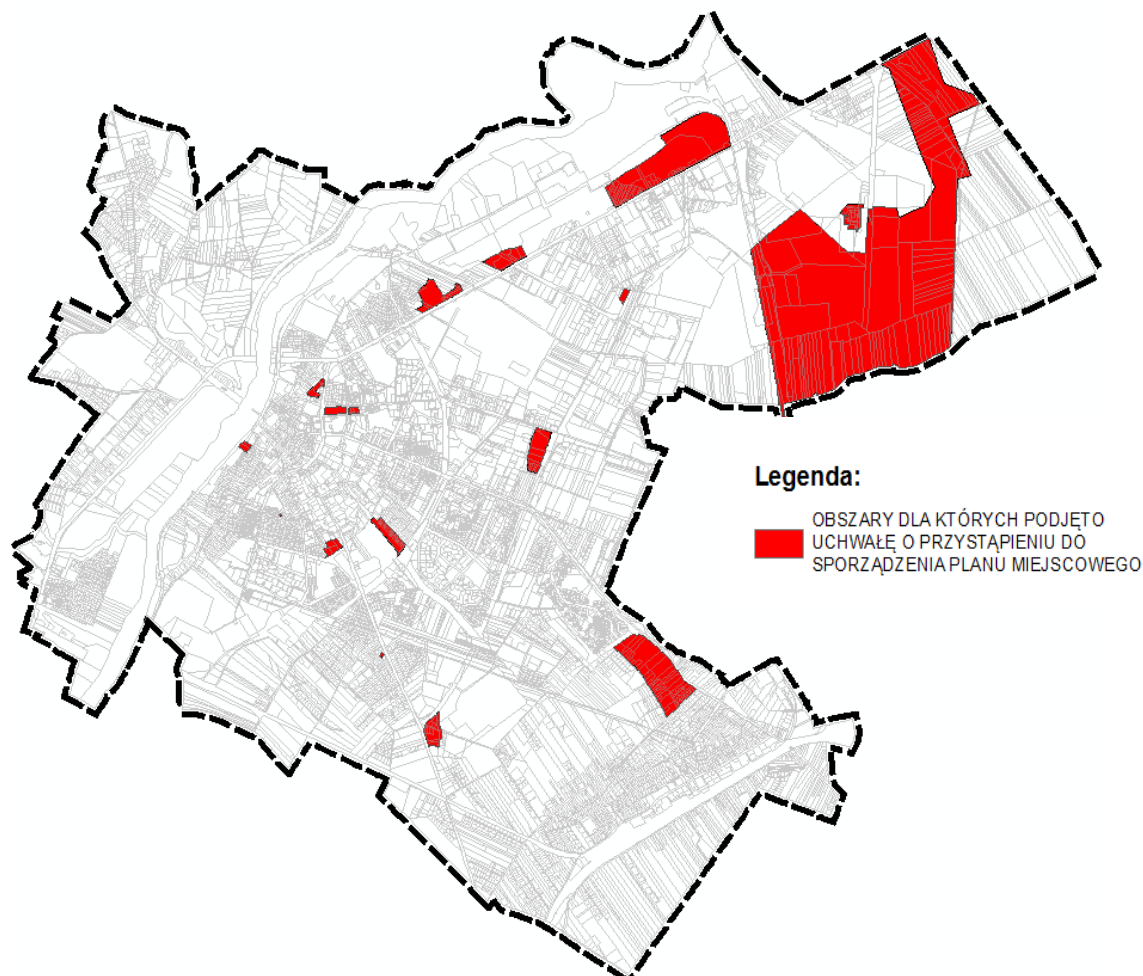 Legenda:
OBSZARY DLA KTÓRYCH PODJĘTO
UCHWAŁĘ O PRZYSTĄPIENIU DO
SPORZĄDZENIA PLANU MIEJSCOWEGO